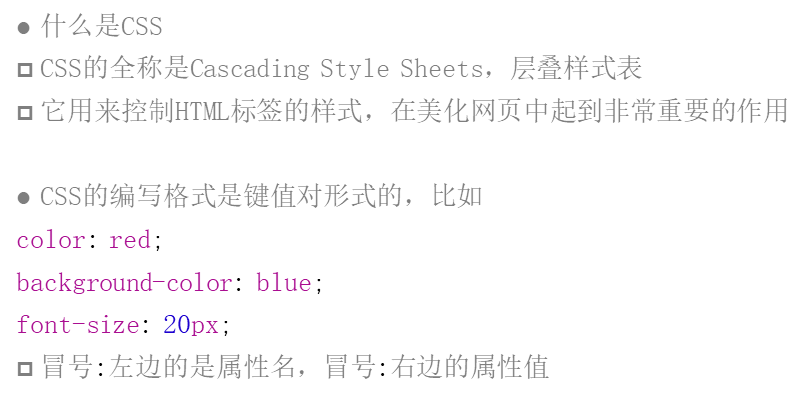 ● 什么是CSS
□ CSS的全称是Cascading Style Sheets，层叠样式表
□ 它用来控制HTML标签的样式，在美化网页中起到非常重要的作用
● CSS的编写格式是键值对形式的，比如
color: red;
background-color: blue;
font-size: 20px;
□ 冒号:左边的是属性名，冒号:右边的属性值